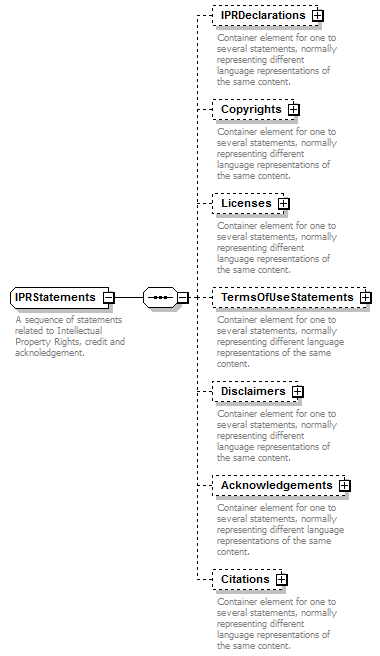 IPRDeclarations
Container element for one to
several statements, normally
representing different
language representations of
the same content.
Copyrights
Container element for one to
several statements, normally
representing different
language representations of
the same content.
Licenses
Container element for one to
several statements, normally
representing different
language representations of
the same content.
IPRStatements
A sequence of statements
related to Intellectual
Property Rights, credit and
acknoledgement.
TermsOfUseStatements
Container element for one to
several statements, normally
representing different language
representations of the same
content.
Disclaimers
Container element for one to
several statements, normally
representing different
language representations of
the same content.
Acknowledgements
Container element for one to
several statements, normally
representing different language
representations of the same
content.
Citations
Container element for one to
several statements, normally
representing different
language representations of
the same content.